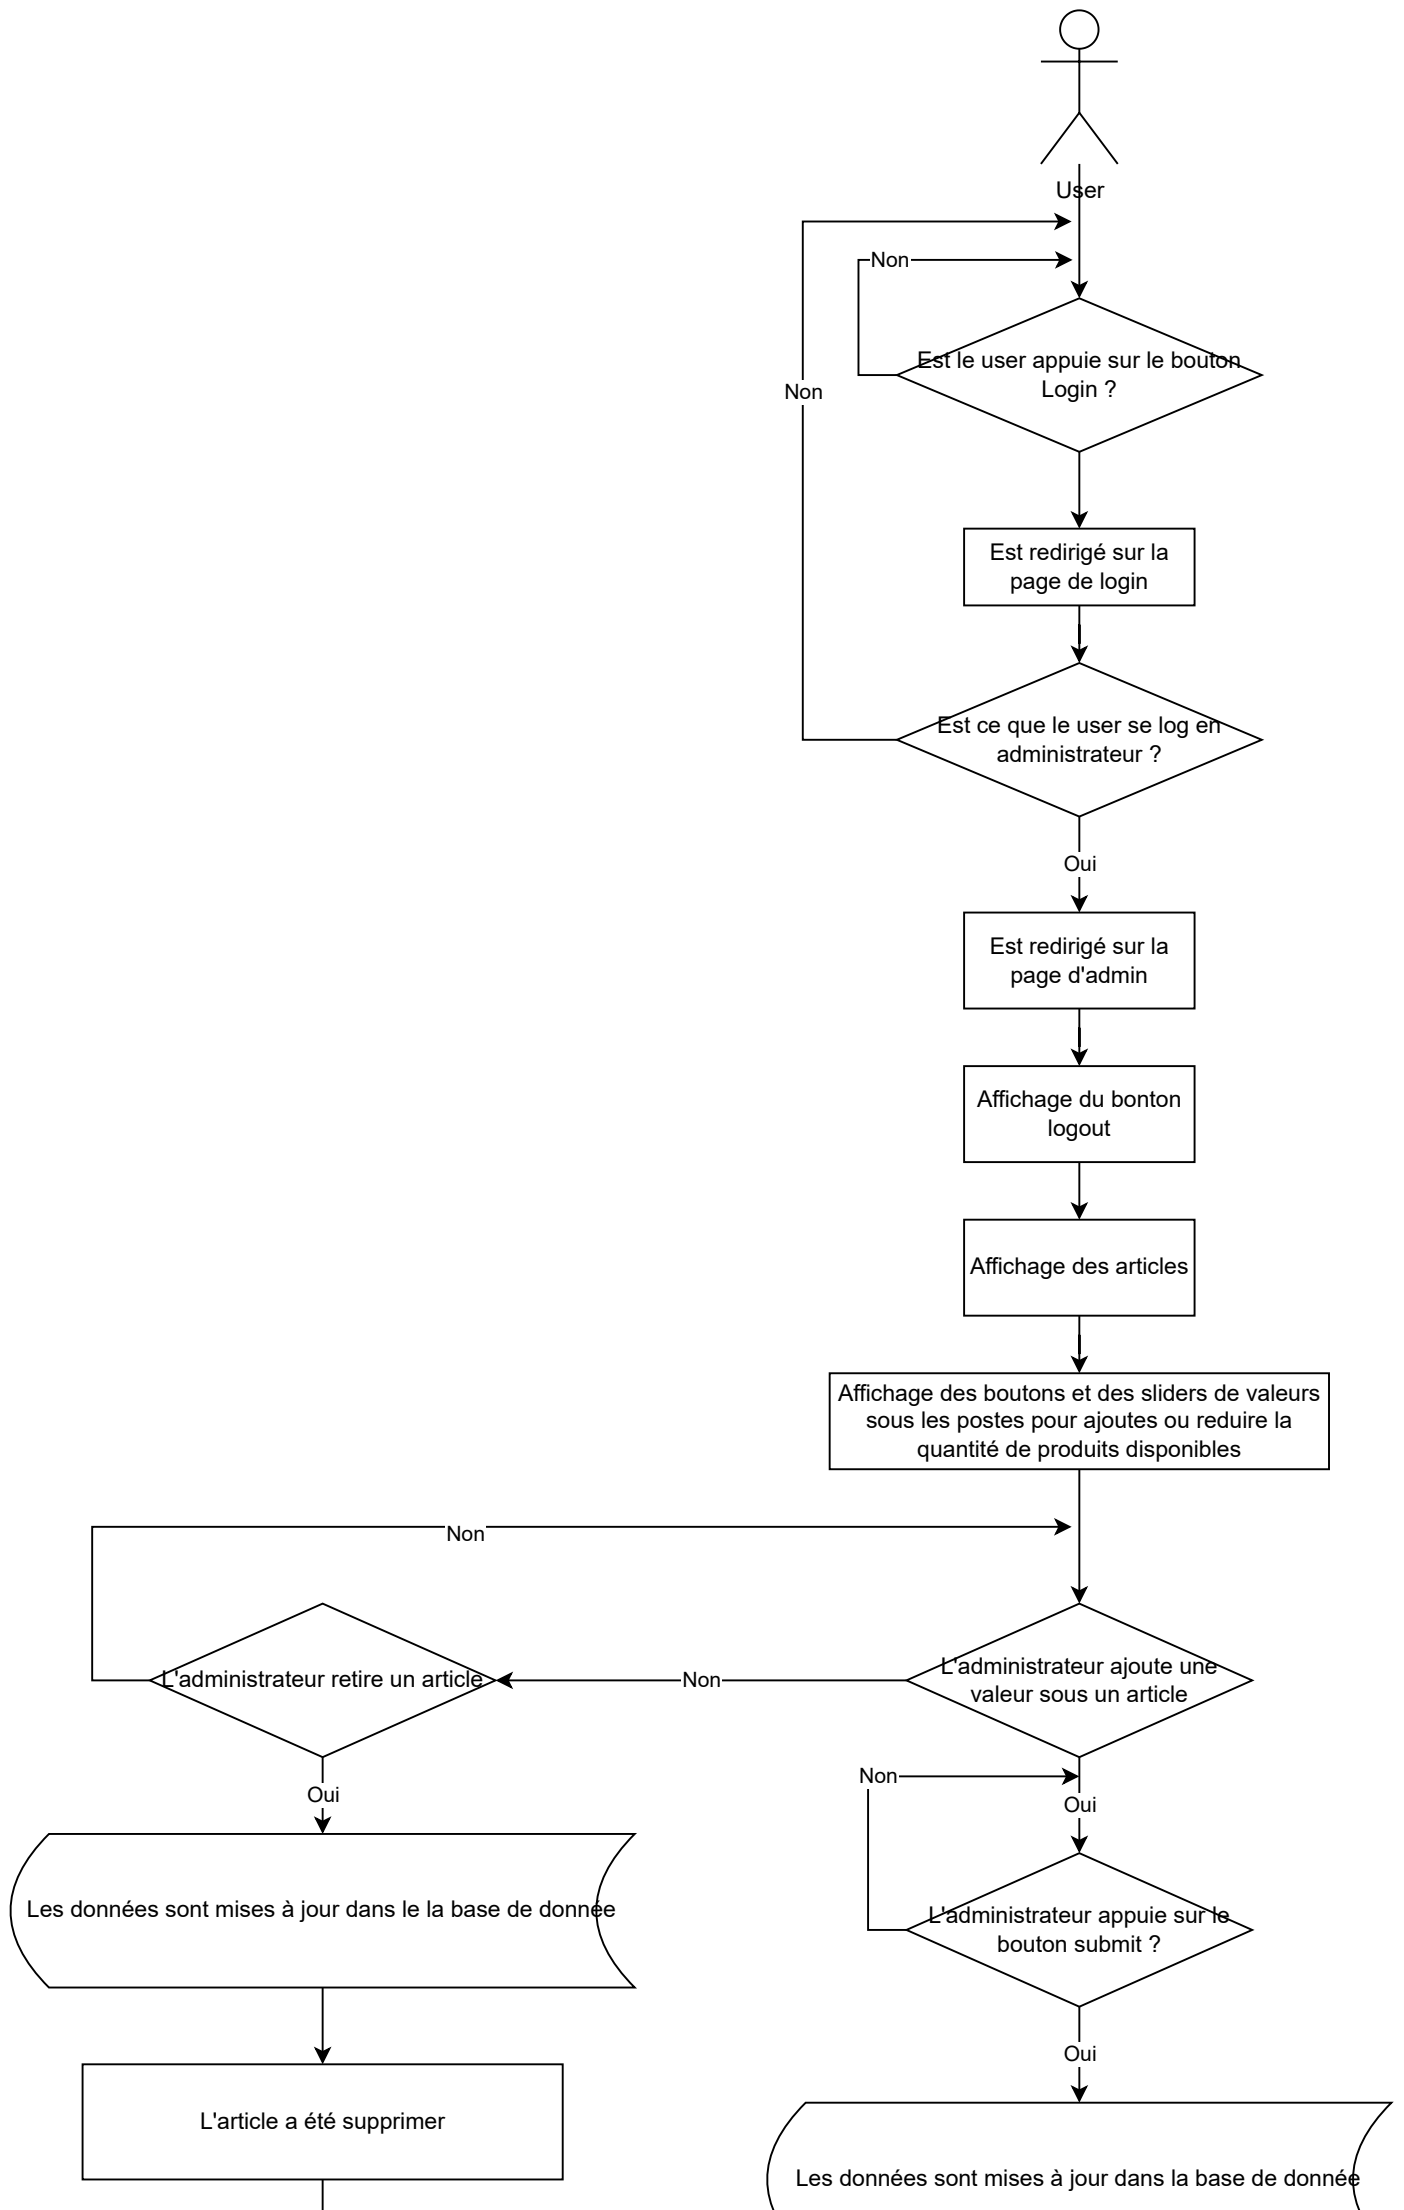 User
Non
Est le user appuie sur le bouton
Login ?
Non
Est redirigé sur la
page de login
Est ce que le user se log en
administrateur ?
Oui
Est redirigé sur la
page d'admin
Affichage du bonton
logout
Affichage des articles
Affichage des boutons et des sliders de valeurs
sous les postes pour ajoutes ou reduire la
quantité de produits disponibles
Non
L'administrateur retire un article
Non
L'administrateur ajoute une
valeur sous un article
Non
Oui
Oui
Les données sont mises à jour dans le la base de donnée
L'administrateur appuie sur le
bouton submit ?
Oui
L'article a été supprimer
Les données sont mises à jour dans la base de donnée